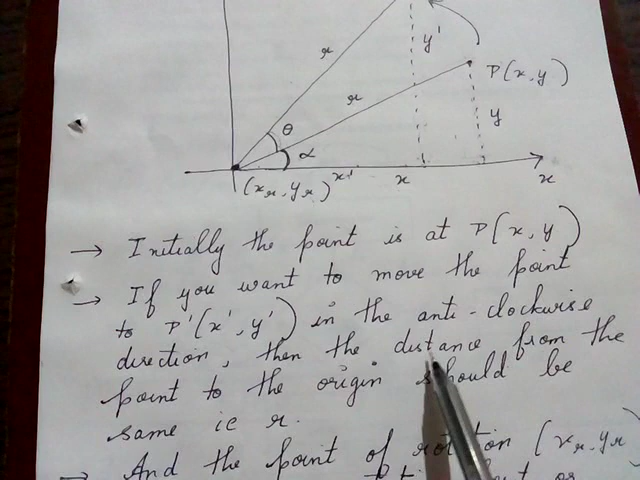 r
y'
P(x, y)
r
y
θ
α
(xr, yr) x' x x
→ Initially the point is at P(x, y)
→ If you want to move the point
to P'(x', y') in the anti-clockwise
direction, then the distance from the
point to the origin should be
same ie r.
→ And the point of rotation (xr, yr)